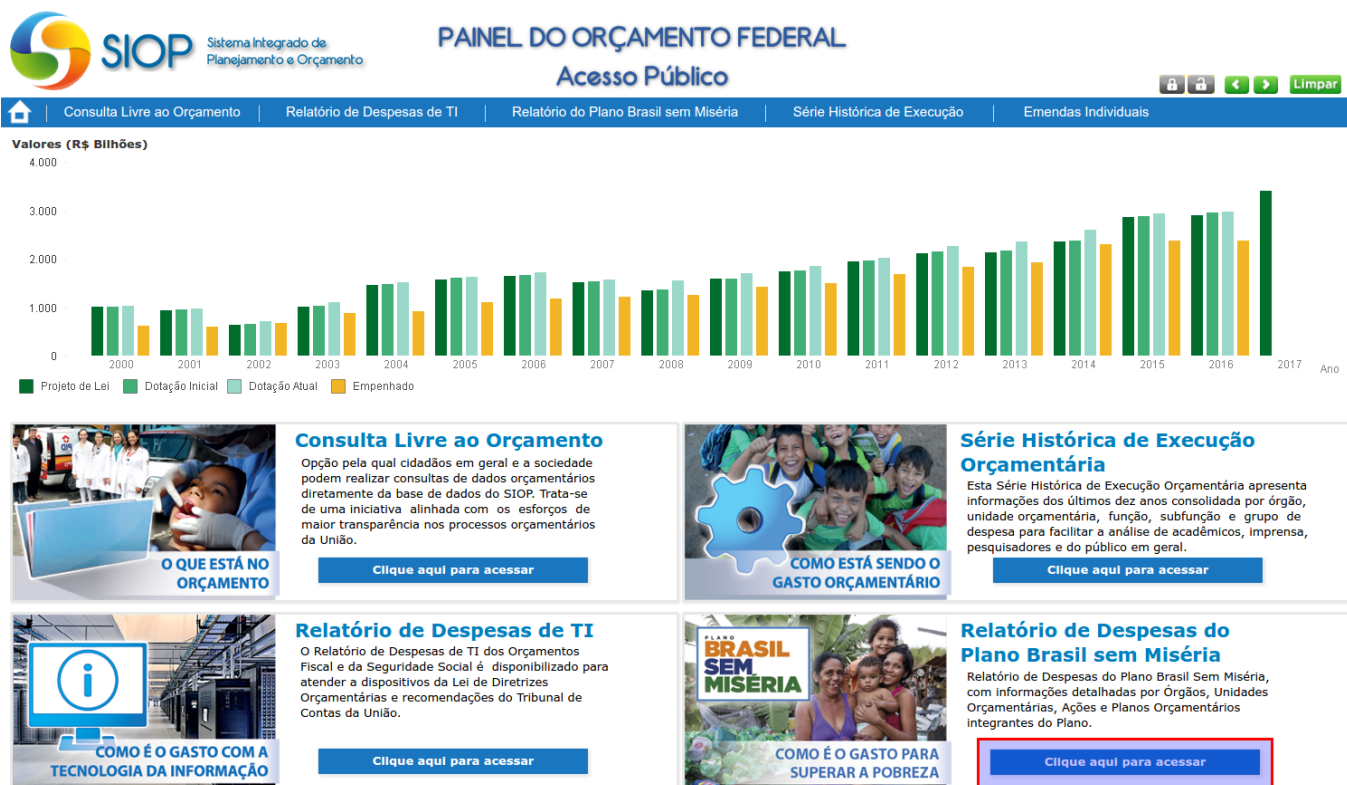 SIOP
Sistema Integrado de
Planejamento e Orçamento
PAINEL DO ORÇAMENTO FEDERAL
Acesso Público
Limpar
Consulta Livre ao Orçamento
Relatório de Despesas de TI
Relatório do Plano Brasil sem Miséria
Série Histórica de Execução
Emendas Individuais
Valores (R$ Bilhões)
4.000
3.000
2.000
1.000
0
2000 2001 2002 2003 2004 2005 2006 2007 2008 2009 2010 2011 2012 2013 2014 2015 2016 2017 Ano
Projeto de Lei Dotação Inicial Dotação Atual Empenhado
O QUE ESTÁ NO
ORÇAMENTO
Consulta Livre ao Orçamento
Opção pela qual cidadãos em geral e a sociedade
podem realizar consultas de dados orçamentários
diretamente da base de dados do SIOP. Trata-se
de uma iniciativa alinhada com os esforços de
maior transparência nos processos orçamentários
da União.
Clique aqui para acessar
COMO ESTÁ SENDO O
GASTO ORÇAMENTÁRIO
Série Histórica de Execução
Orçamentária
Esta Série Histórica de Execução Orçamentária apresenta
informações dos últimos dez anos consolidada por órgão,
unidade orçamentária, função, subfunção e grupo de
despesa para facilitar a análise de acadêmicos, imprensa,
pesquisadores e do público em geral.
Clique aqui para acessar
COMO É O GASTO COM A
TECNOLOGIA DA INFORMAÇÃO
Relatório de Despesas de TI
O Relatório de Despesas de TI dos Orçamentos
Fiscal e da Seguridade Social é disponibilizado para
atender a dispositivos da Lei de Diretrizes
Orçamentárias e recomendações do Tribunal de
Contas da União.
Clique aqui para acessar
PLANO
BRASIL
SEM
MISÉRIA
COMO É O GASTO PARA
SUPERAR A POBREZA
Relatório de Despesas do
Plano Brasil sem Miséria
Relatório de Despesas do Plano Brasil Sem Miséria,
com informações detalhadas por Órgãos, Unidades
Orçamentárias, Ações e Planos Orçamentários
integrantes do Plano.
Clique aqui para acessar